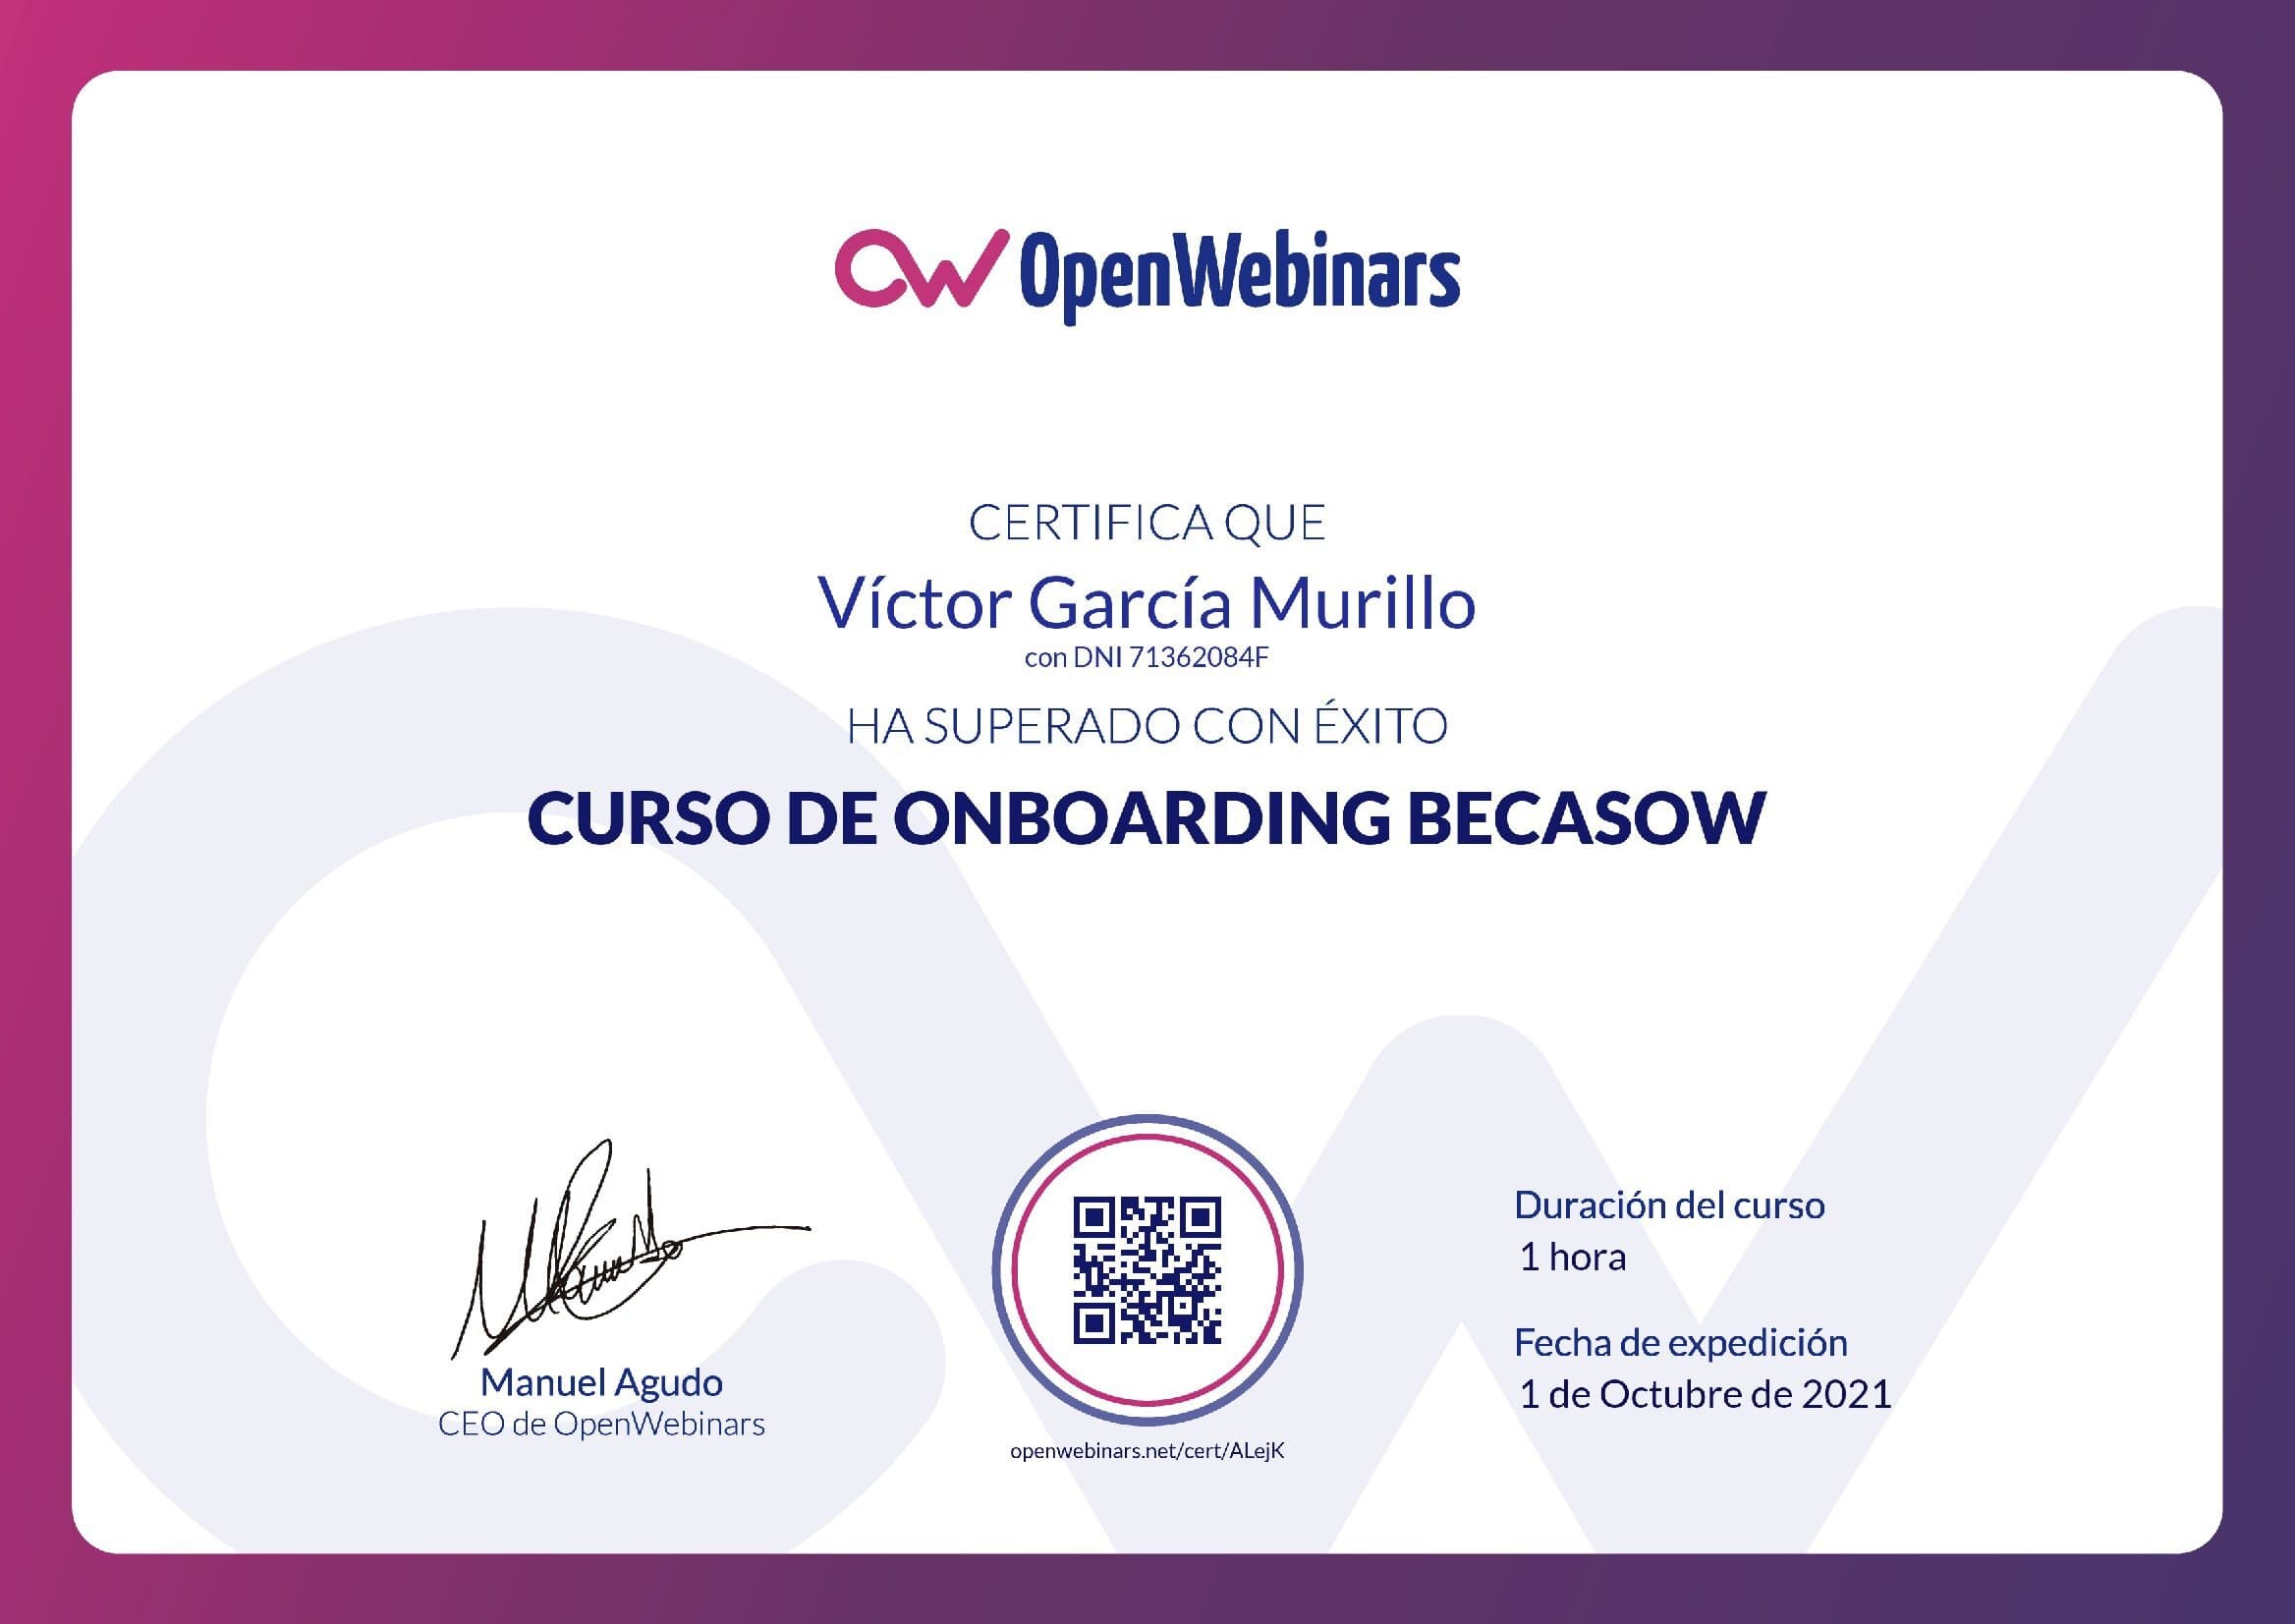 OpenWebinars
CERTIFICA QUE
Víctor García Murillo
con DNI 71362084F
HA SUPERADO CON ÉXITO
CURSO DE ONBOARDING BECASOW
Manuel Agudo
CEO de OpenWebinars
openwebinars.net/cert/ALejK
Duración del curso
1 hora
Fecha de expedición
1 de Octubre de 2021